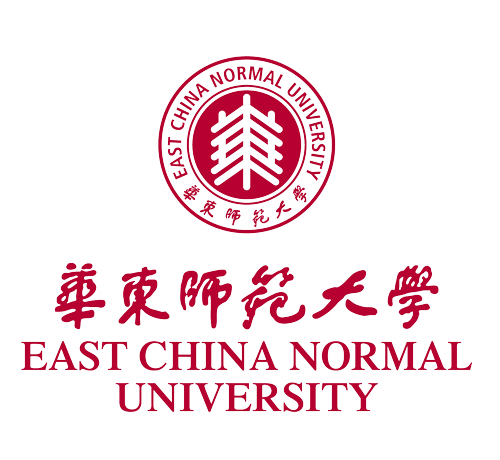 EAST CHINA NORMAL UNIVERSITY
華東師範大學
華東師範大學
EAST CHINA NORMAL
UNIVERSITY